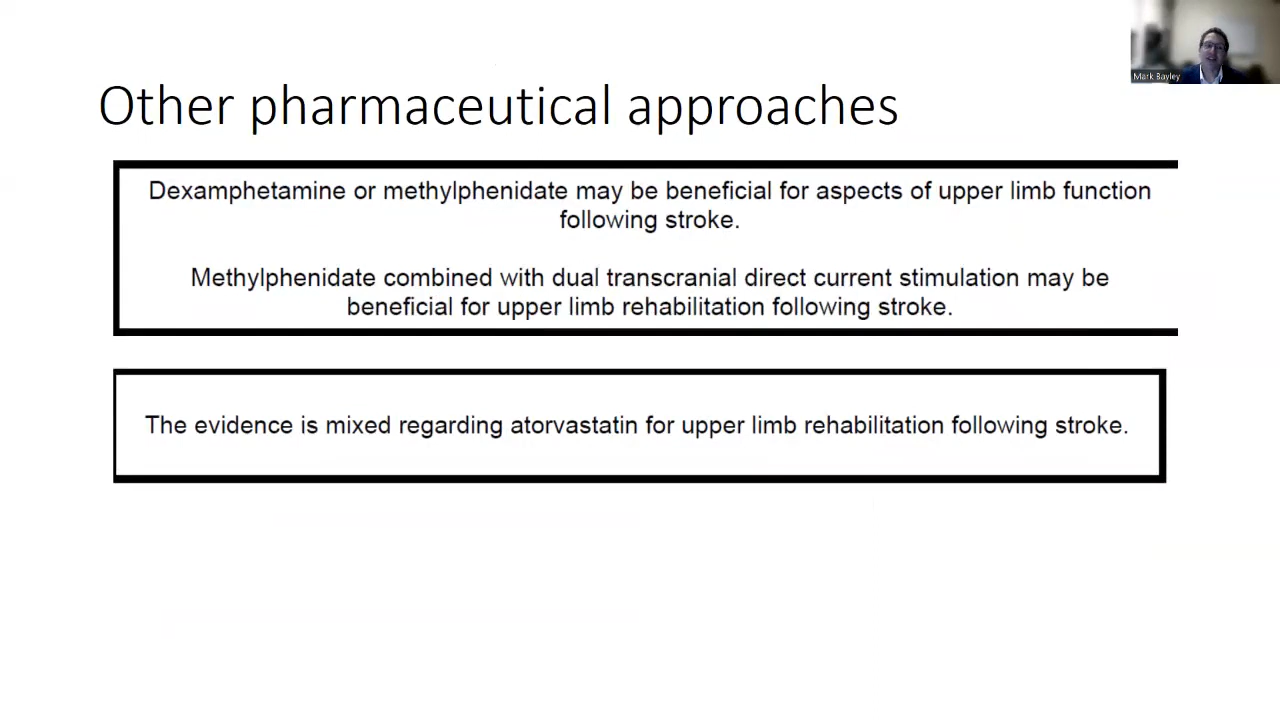 Mark Bayley
Other pharmaceutical approaches
Dexamphetamine or methylphenidate may be beneficial for aspects of upper limb function
following stroke.
Methylphenidate combined with dual transcranial direct current stimulation may be
beneficial for upper limb rehabilitation following stroke.
The evidence is mixed regarding atorvastatin for upper limb rehabilitation following stroke.